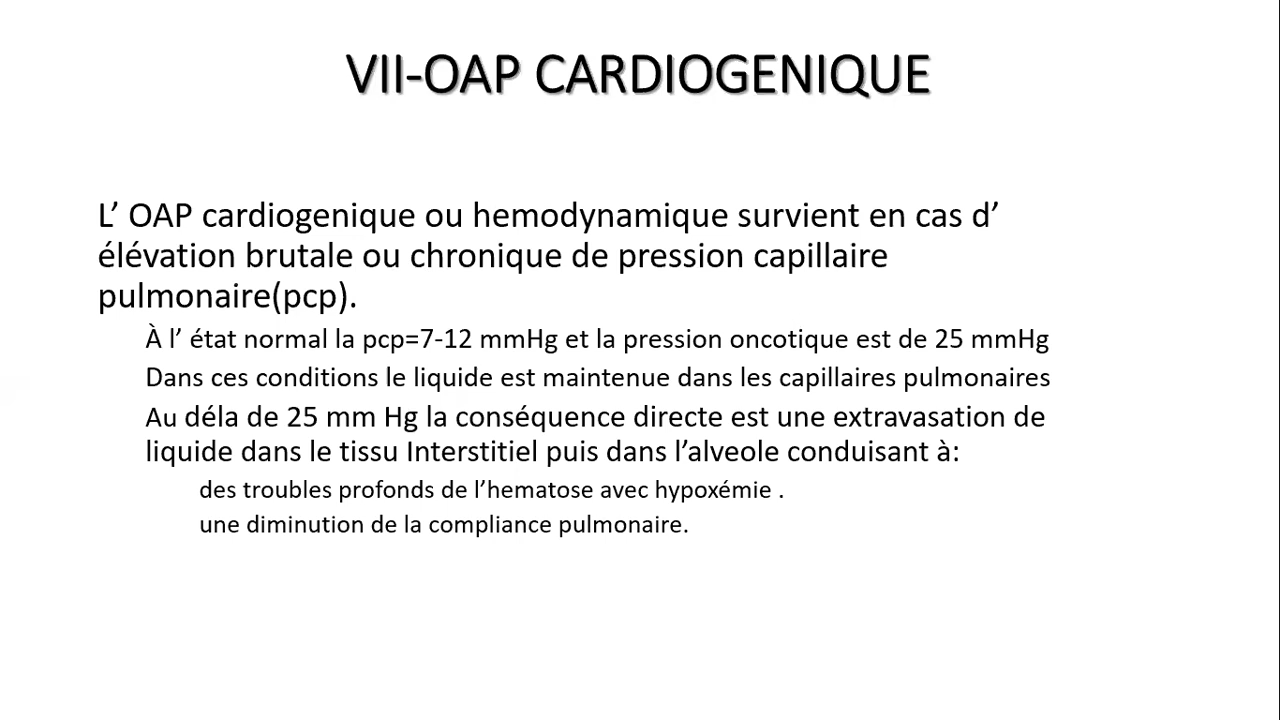 VII-OAP CARDIOGENIQUE
L’ OAP cardiogenique ou hemodynamique survient en cas d’
élévation brutale ou chronique de pression capillaire
pulmonaire(pcp).
À l’ état normal la pcp=7-12 mmHg et la pression oncotique est de 25 mmHg
Dans ces conditions le liquide est maintenue dans les capillaires pulmonaires
Au déla de 25 mm Hg la conséquence directe est une extravasation de
liquide dans le tissu Interstitiel puis dans l’alveole conduisant à:
des troubles profonds de l’hematose avec hypoxémie .
une diminution de la compliance pulmonaire.